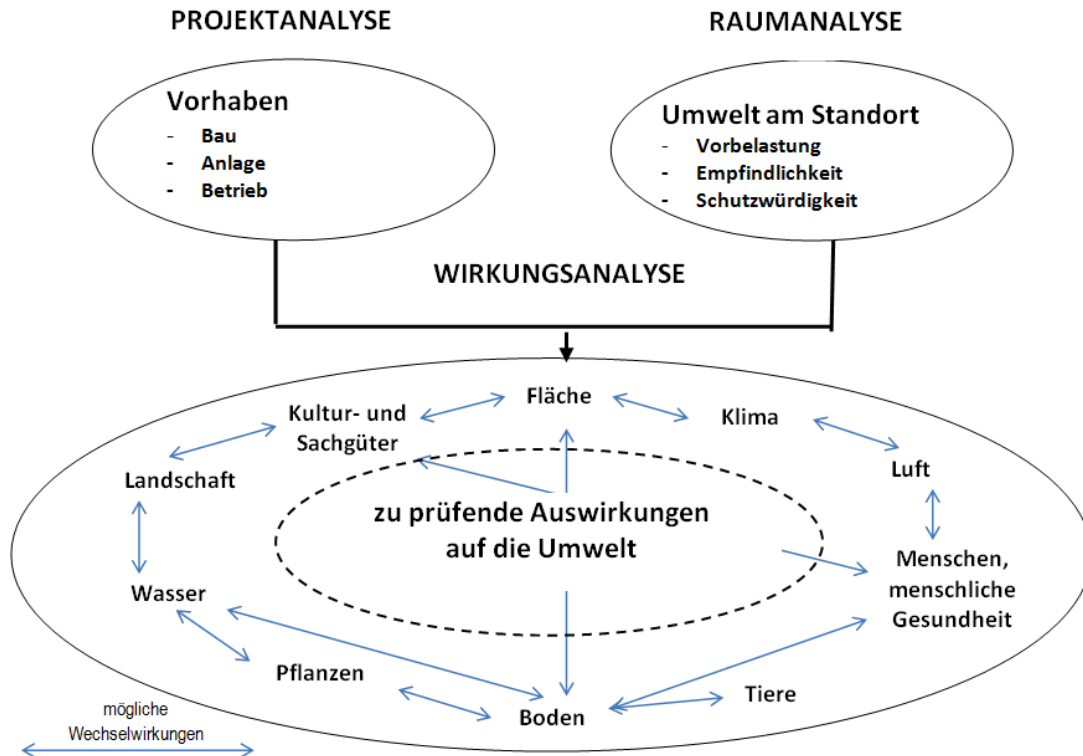 PROJEKTANALYSE
RAUMANALYSE
Vorhaben
- Bau
- Anlage
- Betrieb
Umwelt am Standort
- Vorbelastung
- Empfindlichkeit
- Schutzwürdigkeit
WIRKUNGSANALYSE
Fläche
Kultur- und
Sachgüter
Klima
Landschaft
Luft
zu prüfende Auswirkungen
auf die Umwelt
Menschen,
menschliche
Gesundheit
Wasser
Pflanzen
Tiere
Boden
mögliche
Wechselwirkungen